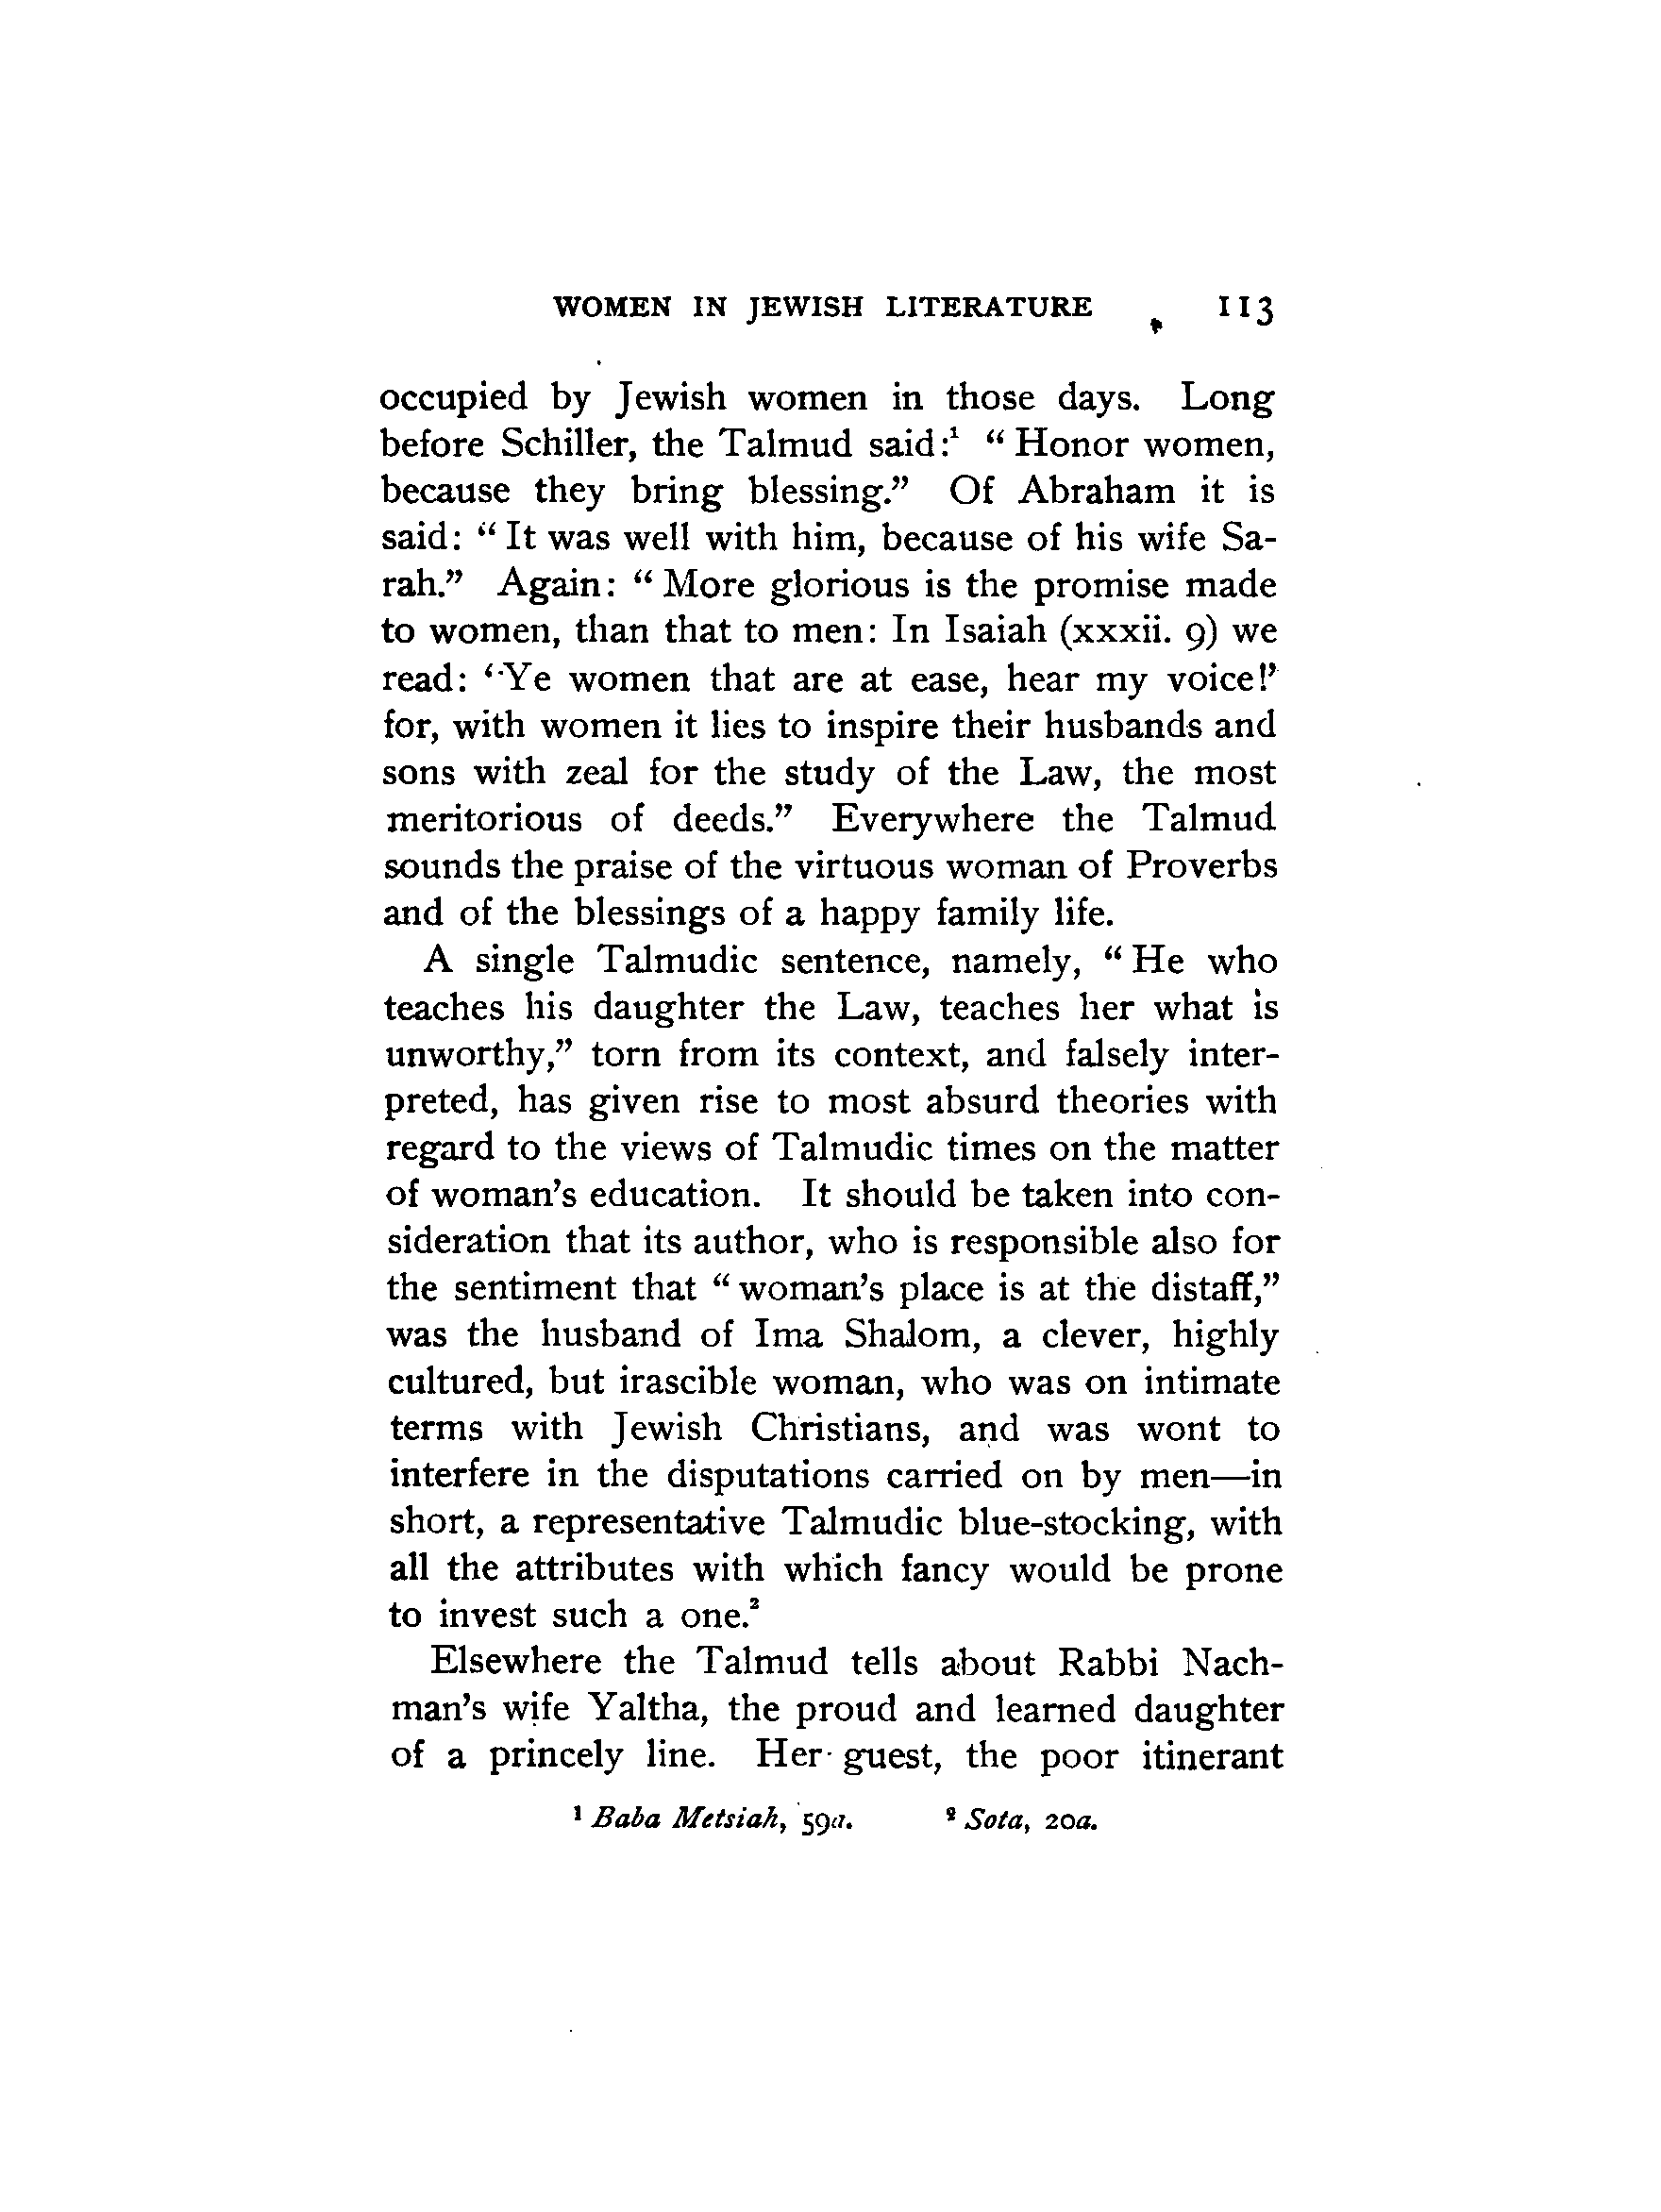 WOMEN IN JEWISH LITERATURE 113
occupied by Jewish women in those days. Long
before Schiller, the Talmud said:¹ “Honor women,
because they bring blessing.” Of Abraham it is
said: “It was well with him, because of his wife Sa-
rah.” Again: “More glorious is the promise made
to women, than that to men: In Isaiah (xxxii. 9) we
read: ‘Ye women that are at ease, hear my voice!’
for, with women it lies to inspire their husbands and
sons with zeal for the study of the Law, the most
meritorious of deeds.” Everywhere the Talmud
sounds the praise of the virtuous woman of Proverbs
and of the blessings of a happy family life.
A single Talmudic sentence, namely, “He who
teaches his daughter the Law, teaches her what is
unworthy,” torn from its context, and falsely inter-
preted, has given rise to most absurd theories with
regard to the views of Talmudic times on the matter
of woman’s education. It should be taken into con-
sideration that its author, who is responsible also for
the sentiment that “woman’s place is at the distaff,”
was the husband of Ima Shalom, a clever, highly
cultured, but irascible woman, who was on intimate
terms with Jewish Christians, and was wont to
interfere in the disputations carried on by men—in
short, a representative Talmudic blue-stocking, with
all the attributes with which fancy would be prone
to invest such a one.²
Elsewhere the Talmud tells about Rabbi Nach-
man’s wife Yaltha, the proud and learned daughter
of a princely line. Her guest, the poor itinerant
¹ Baba Metsiah, 59a. ² Sota, 20a.